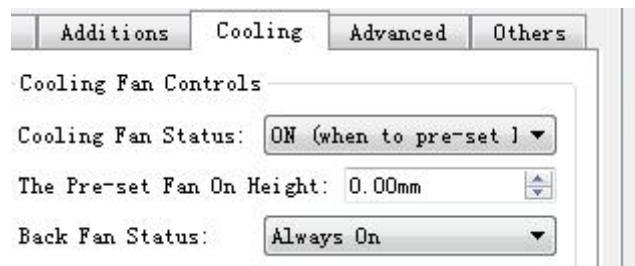 Additions Cooling Advanced Others
Cooling Fan Controls
Cooling Fan Status: ON (when to pre-set
The Pre-set Fan On Height: 0.00mm
Back Fan Status: Always On